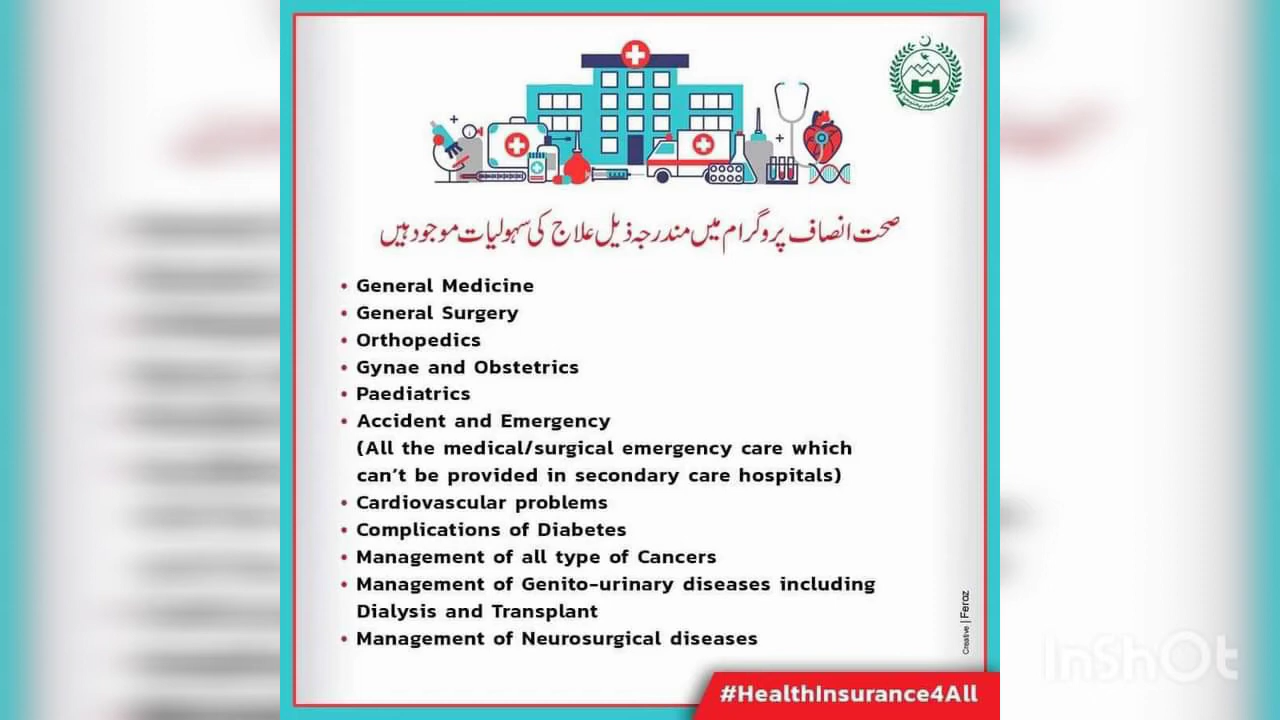 صحت انصاف پروگرام میں مندرجہ ذیل علاج کی سہولیات موجود ہیں
• General Medicine
• General Surgery
• Orthopedics
• Gynae and Obstetrics
• Paediatrics
• Accident and Emergency
(All the medical/surgical emergency care which
can't be provided in secondary care hospitals)
• Cardiovascular problems
• Complications of Diabetes
• Management of all type of Cancers
• Management of Genito-urinary diseases including
Dialysis and Transplant
• Management of Neurosurgical diseases
Creative | Feroz
#HealthInsurance4All
InShOt